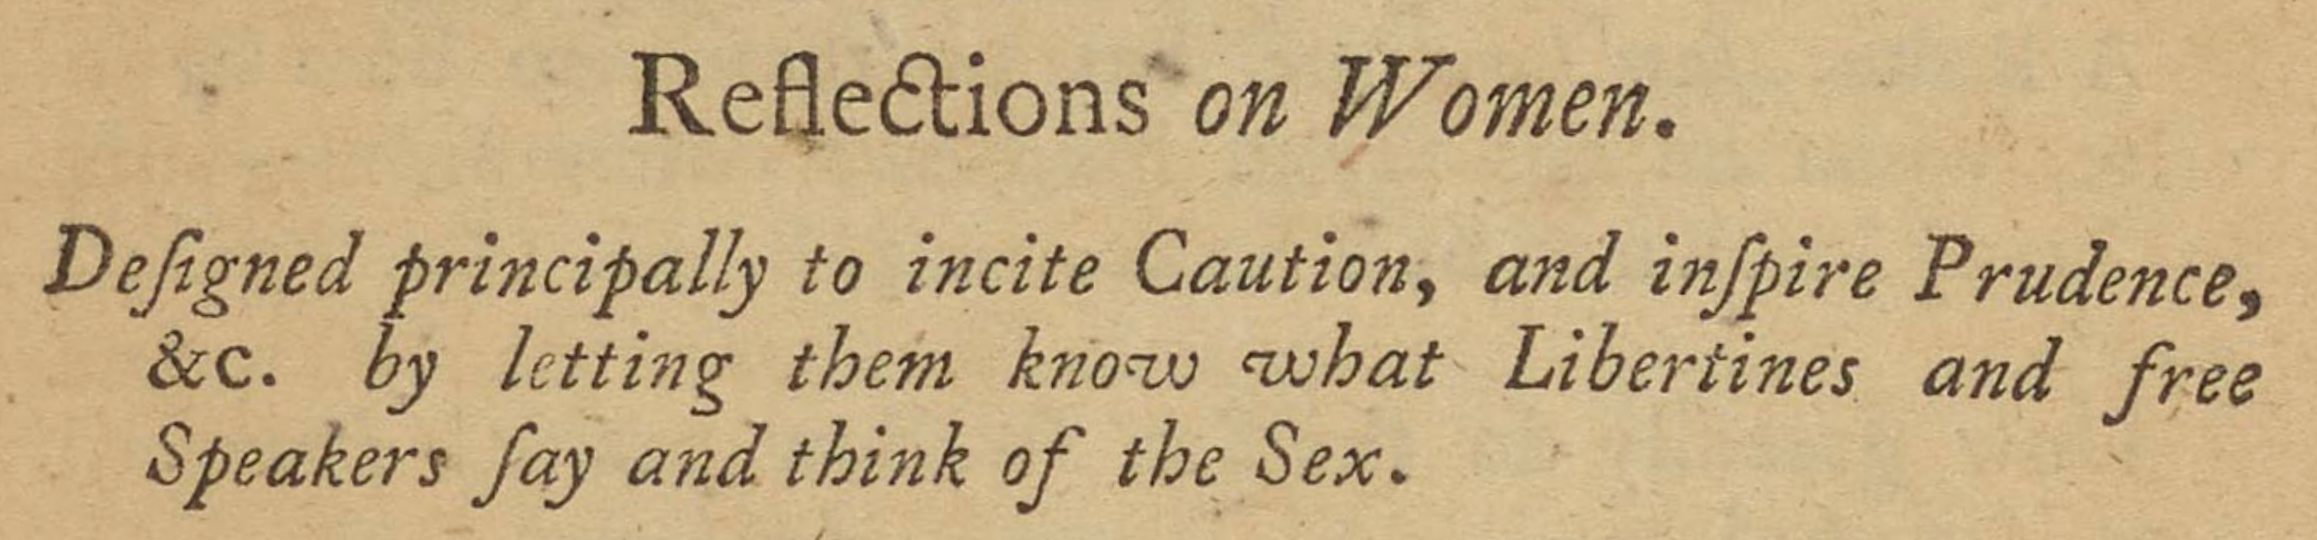 Reflections on Women.
Deſigned principally to incite Caution, and inſpire Prudence,
&c. by letting them know what Libertines and free
Speakers ſay and think of the Sex.